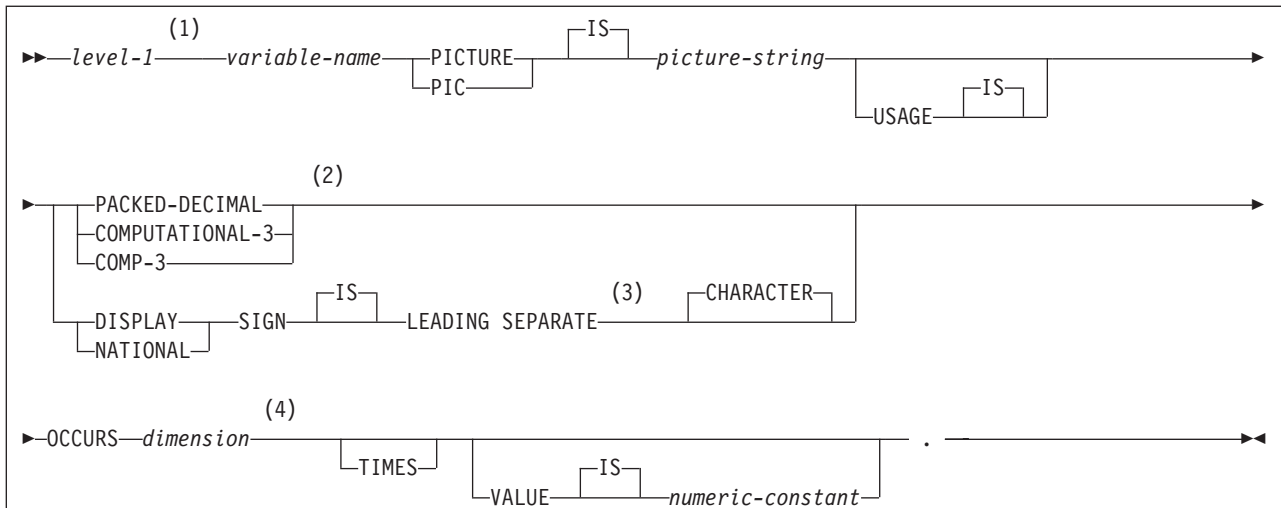 IS
(1)
level-1 variable-name PICTURE picture-string
PIC
USAGE IS
(2)
PACKED-DECIMAL
COMPUTATIONAL-3
COMP-3
IS (3) CHARACTER
DISPLAY SIGN LEADING SEPARATE
NATIONAL
(4)
OCCURS dimension .
TIMES IS
VALUE numeric-constant